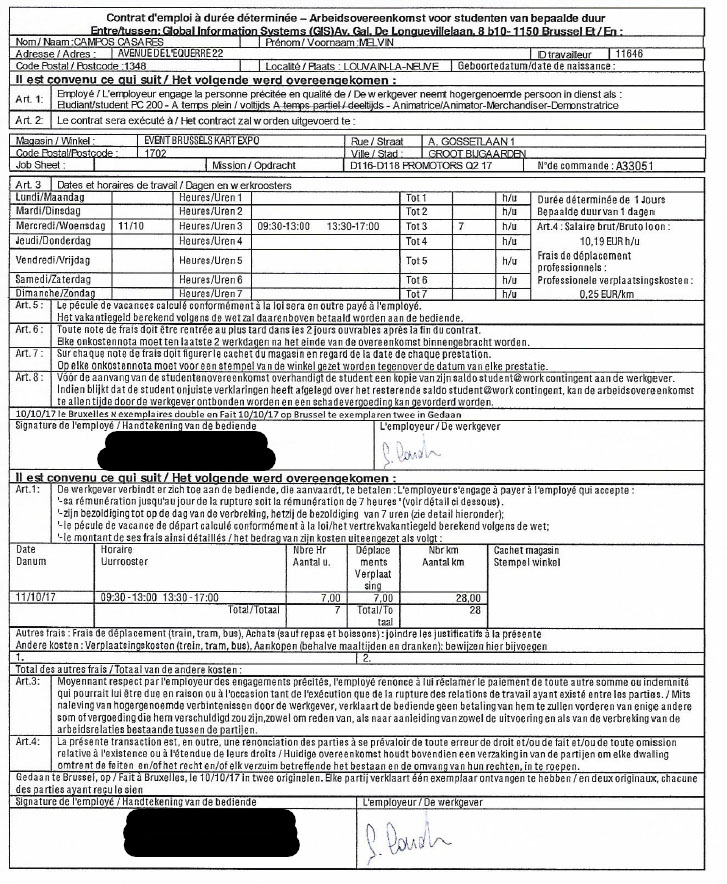 Contrat d'emploi à durée déterminée – Arbeidsovereenkomst voor studenten van bepaalde duur
Entre/tussen: Global Information Systems (GIS)Av. Gal. De Longuevillelaan, 8 b10- 1150 Brussel Et / En :
Nom / Naam : CAMPOS CASARES Prénom / Voornaam : MELVIN
Adresse / Adres : AVENUE DE L'EQUERRE 22 ID travailleur 11646
Code Postal / Postcode : 1348 Localité / Plaats : LOUVAIN-LA-NEUVE Geboortedatum/date de naissance :
Il est convenu ce qui suit / Het volgende werd overeengekomen :
Art. 1: Employé / L'employeur engage la personne précitée en qualité de / De werkgever neemt hogergenoemde persoon in dienst als :
Etudiant/student PC 200 - A temps plein / voltijds A temps partiel / deeltijds - Animatrice/Animator-Merchandiser-Demonstratrice
Art. 2: Le contrat sera exécuté à / Het contract zal worden uitgevoerd te :
Magasin / Winkel : EVENT BRUSSELS KART EXPO Rue / Straat A. GOSSETLAAN 1
Code Postal/Postcode : 1702 Ville / Stad : GROOT BIJGAARDEN
Job Sheet : Mission / Opdracht D116-D118 PROMOTORS Q2 17 N°de commande : A33051
Art. 3 Dates et horaires de travail / Dagen en werkroosters
Lundi/Maandag Heures/Uren 1 Tot 1 h/u Durée déterminée de 1 Jours
Mardi/Dinsdag Heures/Uren 2 Tot 2 h/u Bepaalde duur van 1 dagen
Mercredi/Woensdag 11/10 Heures/Uren 3 09:30-13:00 13:30-17:00 Tot 3 7 h/u Art.4 : Salaire brut/Bruto loon :
Jeudi/Donderdag Heures/Uren 4 Tot 4 h/u 10,19 EUR h/u
Vendredi/Vrijdag Heures/Uren 5 Tot 5 h/u Frais de déplacement professionnels :
Samedi/Zaterdag Heures/Uren 6 Tot 6 h/u Professionele verplaatsingskosten :
Dimanche/Zondag Heures/Uren 7 Tot 7 h/u 0,25 EUR/km
Art.5 : Le pécule de vacances calculé conformément à la loi sera en outre payé à l'employé.
Het vakantiegeld berekend volgens de wet zal daarenboven betaald worden aan de bediende.
Art.6 : Toute note de frais doit être rentrée au plus tard dans les 2 jours ouvrables après la fin du contrat.
Elke onkostennota moet ten laatste 2 werkdagen na het einde van de overeenkomst binnengebracht worden.
Art.7 : Sur chaque note de frais doit figurer le cachet du magasin en regard de la date de chaque prestation.
Op elke onkostennota moet voor een stempel van de winkel gezet worden tegenover de datum van elke prestatie.
Art.8 : Vóór de aanvang van de studentenovereenkomst overhandigt de student een kopie van zijn saldo student@work contingent aan de werkgever.
Indien blijkt dat de student onjuiste verklaringen heeft afgelegd over het resterende saldo student@work contingent, kan de arbeidsovereenkomst
te allen tijde door de werkgever ontbonden worden en een schadevergoeding kan gevorderd worden.
10/10/17 le Bruxelles N exemplaires double en Fait 10/10/17 op Brussel te exemplaren twee in Gedaan
Signature de l'employé / Handtekening van de bediende L'employeur / De werkgever
Il est convenu ce qui suit / Het volgende werd overeengekomen :
Art.1: De werkgever verbindt er zich toe aan de bediende, die aanvaardt, te betalen : L'employeurs'engage à payer à l'employé qui accepte :
'-sa rémunération jusqu'au jour de la rupture soit la rémunération de 7 heures "(voir détail ci dessous) .
'-zijn bezoldiging tot op de dag van de verbreking, hetzij de bezoldiging van 7 uren (zie detail hieronder);
'-le pécule de vacance de départ calculé conformément à la loi/het vertrekvakantiegeld berekend volgens de wet;
'-le montant de ses frais ainsi détaillés / het bedrag van zijn kosten uiteengezet als volgt :
Date Horaire Nbre Hr Déplace Nbr km Cachet magasin
Danum Uurrooster Aantal u. ments Aantal km Stempel winkel
Verplaat
sing
11/10/17 09:30 -13:00 13:30 -17:00 7,00 7,00 28,00
Total/Totaal 7 Total/To 28
taal
Autres frais : Frais de déplacement (train, tram, bus), Achats (sauf repas et boissons) : joindre les justificatifs à la présente
Andere kosten : Verplaatsingskosten (trein, tram, bus), Aankopen (behalve maaltijden en dranken): bewijzen hier bijvoegen
1. 2.
Total des autres frais / Totaal van de andere kosten :
Art.3: Moyennant respect par l'employeur des engagements précités, l'employé renonce à lui réclamer le paiement de toute autre somme ou indemnité
qui pourrait lui être due en raison ou à l'occasion tant de l'exécution que de la rupture des relations de travail ayant existé entre les parties. / Mits
naleving van hogergenoemde verbintenissen door de werkgever, verklaart de bediende geen betaling van hem te zullen vorderen van enige andere
som of vergoeding die hem verschuldigd zou zijn, zowel om reden van, als naar aanleiding van zowel de uitvoering en als van de verbreking van de
arbeidsrelaties bestaande tussen de partijen.
Art.4: La présente transaction est, en outre, une renonciation des parties à se prévaloir de toute erreur de droit et/ou de fait et/ou de toute omission
relative à l'existence ou à l'étendue de leurs droits / Huidige overeenkomst houdt bovendien een verzaking in van de partijen om elke dwaling
omtrent de feiten en/of het recht en/of elk verzuim betreffende het bestaan en de omvang van hun rechten, in te roepen.
Gedaan te Brussel, op / Fait à Bruxelles, le 10/10/17 in twee originelen. Elke partij verklaart één exemplaar ontvangen te hebben / en deux originaux, chacune
des parties ayant reçu le sien
Signature de l'employé / Handtekening van de bediende L'employeur / De werkgever